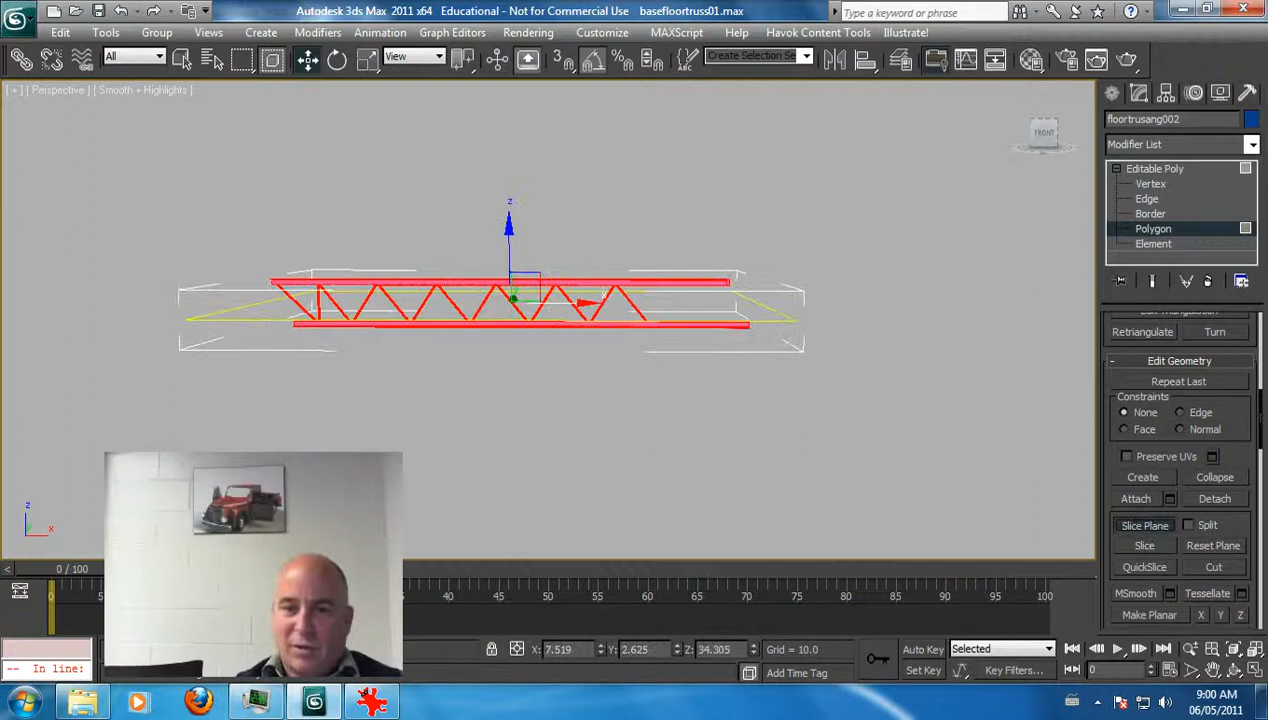 Autodesk 3ds Max 2011 x64 Educational - Not for Commercial Use basefloortruss01.max
Type a keyword or phrase
Edit Tools Group Views Create Modifiers Animation Graph Editors Rendering Customize MAXScript Help Havok Content Tools Illustrate!
All View 3 Create Selection Se
[ + ] [ Perspective ] [ Smooth + Highlights ]
FRONT
floortrusang002
Modifier List
Editable Poly
Vertex
Edge
Border
Polygon
Element
z
Retriangulate Turn
- Edit Geometry
Repeat Last
Constraints
None Edge
Face Normal
Preserve UVs
Create Collapse
Attach Detach
Slice Plane Split
Slice Reset Plane
QuickSlice Cut
MSmooth Tessellate
Make Planar X Y Z
z
x
< 0 / 100 >
0 55 60 65 70 75 80 85 90 95 100
X: 7.519 Y: 2.625 Z: 34.305 Grid = 10.0 Auto Key Selected
-- In line: Add Time Tag Set Key Key Filters... 0
9:00 AM
06/05/2011